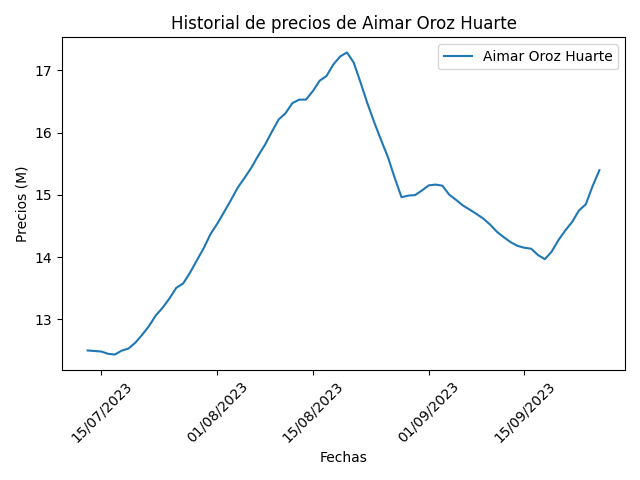 Historial de precios de Aimar Oroz Huarte
Aimar Oroz Huarte
Precios (M)
17
16
15
14
13
15/07/2023
01/08/2023
15/08/2023
01/09/2023
15/09/2023
Fechas